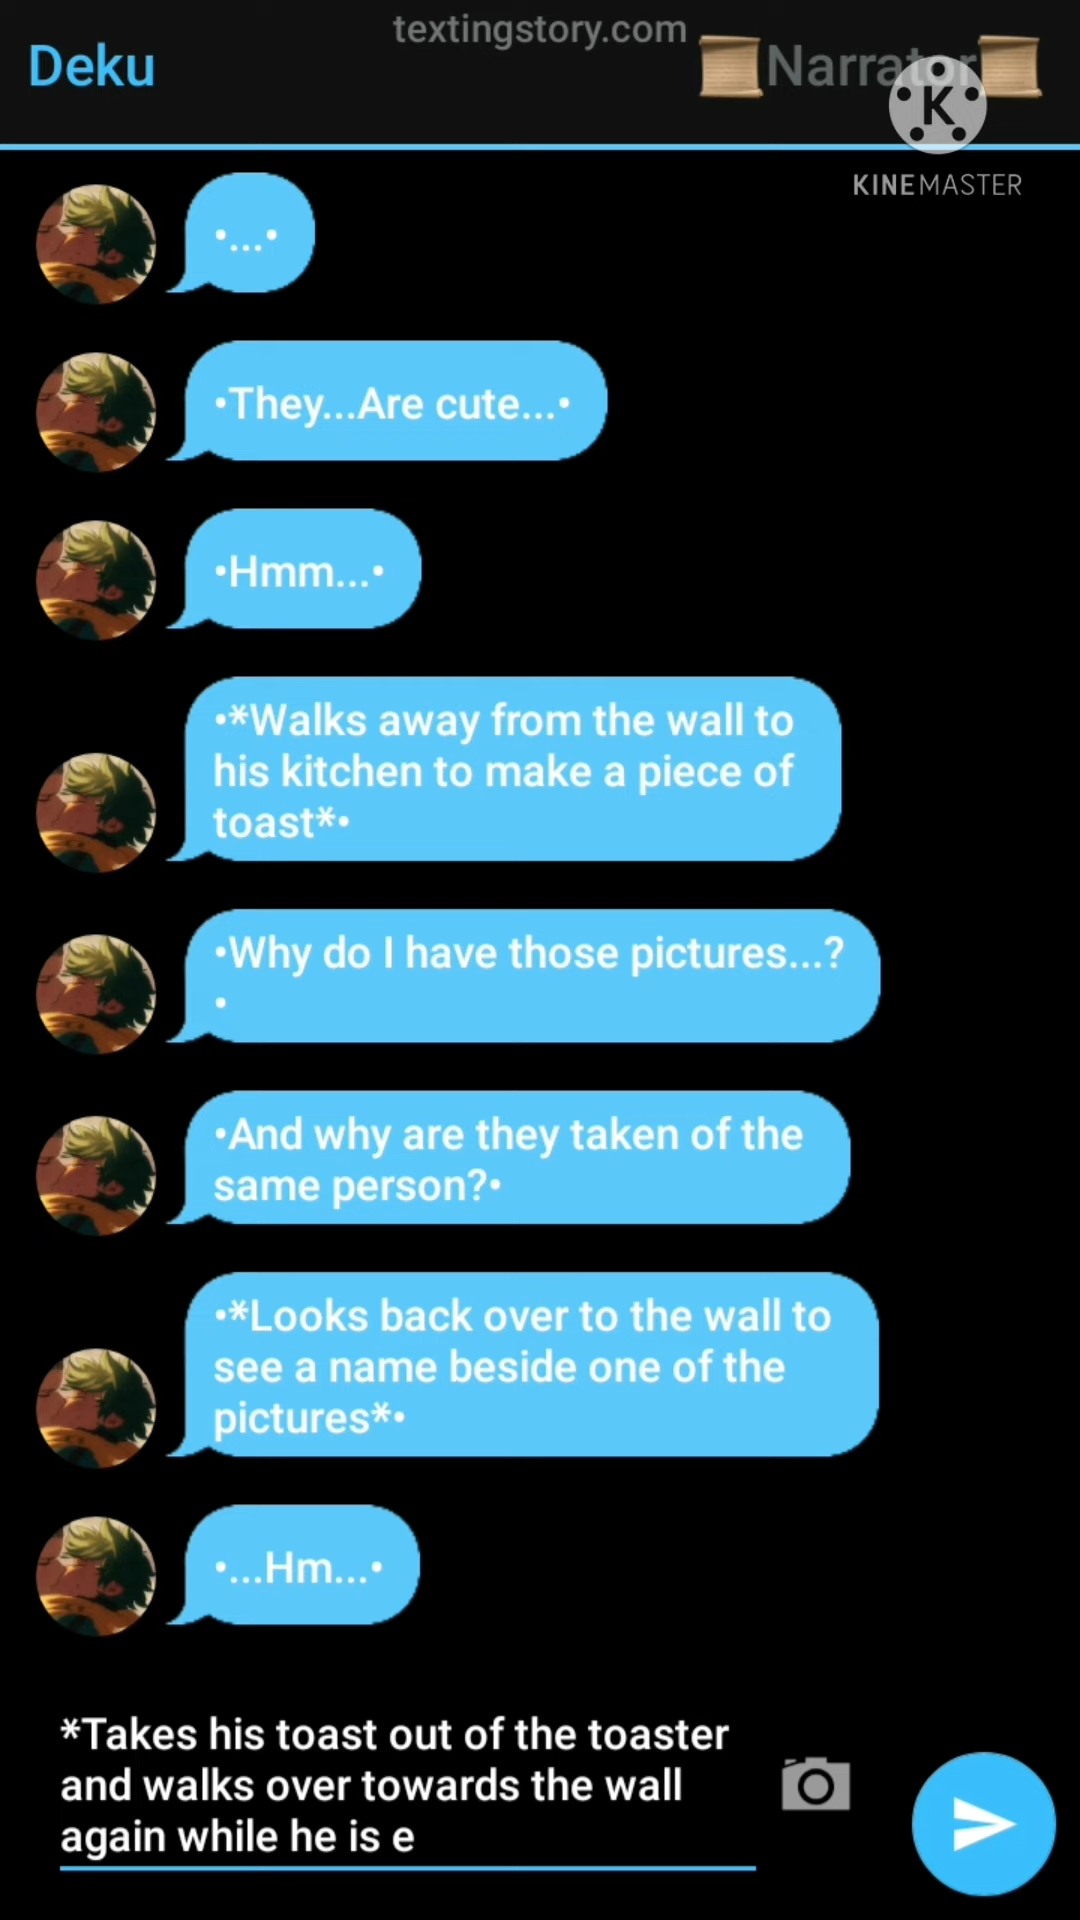 textingstory.com
Deku
Narrator
K
KINEMASTER
•...•
•They...Are cute...•
•Hmm...•
•*Walks away from the wall to
his kitchen to make a piece of
toast*•
•Why do I have those pictures...?
•
•And why are they taken of the
same person?•
•*Looks back over to the wall to
see a name beside one of the
pictures*•
•...Hm...•
*Takes his toast out of the toaster
and walks over towards the wall
again while he is e